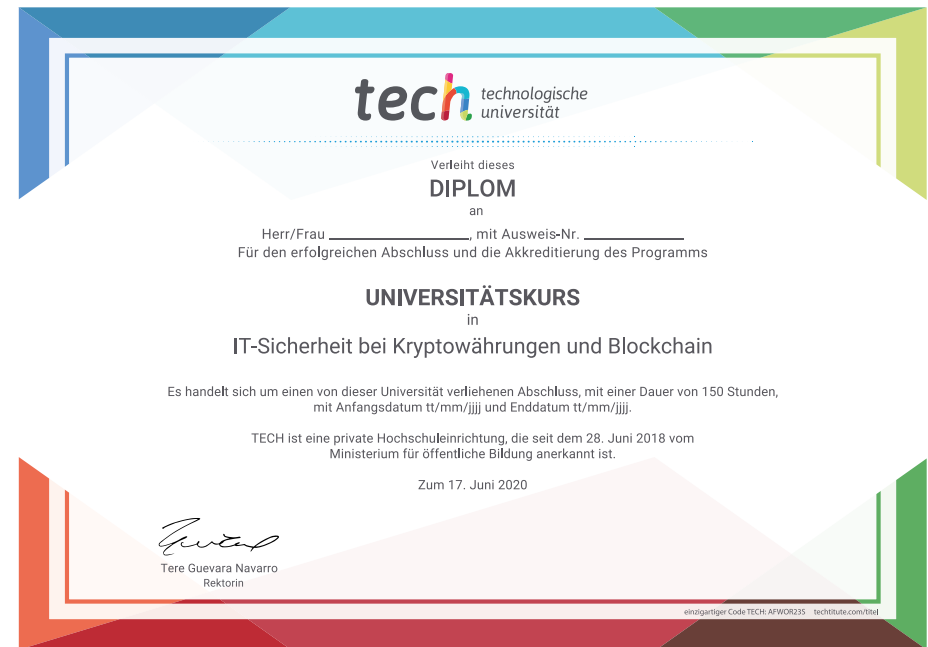 tech technologische
universität
Verleiht dieses
DIPLOM
an
Herr/Frau ____________, mit Ausweis-Nr. ____________
Für den erfolgreichen Abschluss und die Akkreditierung des Programms
UNIVERSITÄTSKURS
in
IT-Sicherheit bei Kryptowährungen und Blockchain
Es handelt sich um einen von dieser Universität verliehenen Abschluss, mit einer Dauer von 150 Stunden,
mit Anfangsdatum tt/mm/jjjj und Enddatum tt/mm/jjjj.
TECH ist eine private Hochschuleinrichtung, die seit dem 28. Juni 2018 vom
Ministerium für öffentliche Bildung anerkannt ist.
Zum 17. Juni 2020
Tere Guevara Navarro
Rektorin
einzigartiger Code TECH: AFWOR235 techtitute.com/titel